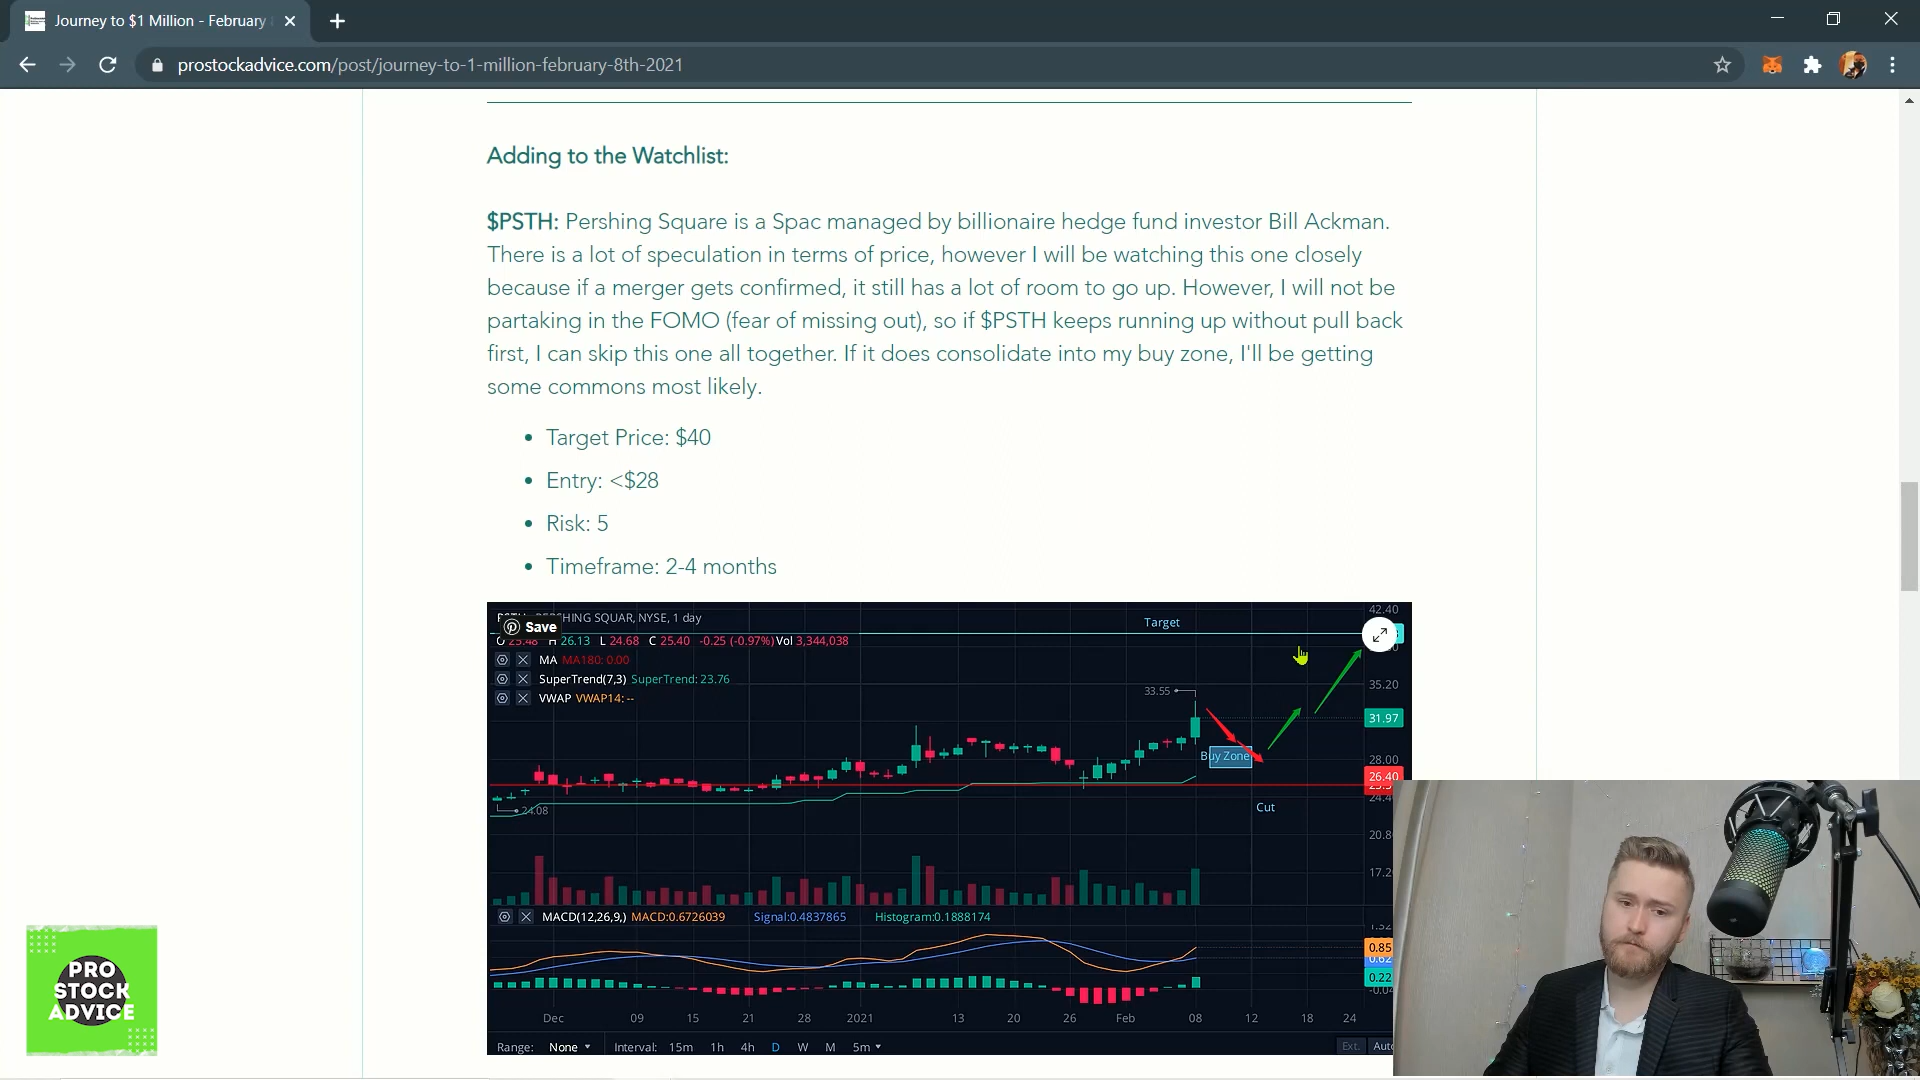 Journey to $1 Million - February
prostockadvice.com/post/journey-to-1-million-february-8th-2021
Adding to the Watchlist:
$PSTH: Pershing Square is a Spac managed by billionaire hedge fund investor Bill Ackman.
There is a lot of speculation in terms of price, however I will be watching this one closely
because if a merger gets confirmed, it still has a lot of room to go up. However, I will not be
partaking in the FOMO (fear of missing out), so if $PSTH keeps running up without pull back
first, I can skip this one all together. If it does consolidate into my buy zone, I'll be getting
some commons most likely.
• Target Price: $40
• Entry: <$28
• Risk: 5
• Timeframe: 2-4 months
HING SQUAR, NYSE, 1 day
Save
H 26.13 L 24.68 C 25.40 -0.25 (-0.97%) Vol 3,344,038
MA MA180: 0.00
SuperTrend(7,3) SuperTrend: 23.76
VWAP VWAP14: --
Target
42.40
35.20
33.55
31.97
Buy Zone
28.00
26.40
24.08
Cut
MACD(12,26,9,) MACD:0.6726039 Signal:0.4837865 Histogram:0.1888174
0.85
0.62
0.22
Dec 09 15 21 28 2021 13 20 26 Feb 08 12 18 24
Range: None Interval: 15m 1h 4h D W M 5m Ext.
PRO
STOCK
ADVICE